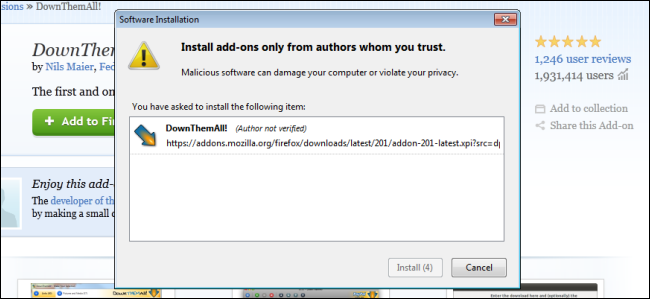 sions » DownThemAll!
Software Installation
DownThem
by Nils Maier, Fed
The first and on
Add to Fi
Install add-ons only from authors whom you trust.
Malicious software can damage your computer or violate your privacy.
You have asked to install the following item:
DownThemAll! (Author not verified)
https://addons.mozilla.org/firefox/downloads/latest/201/addon-201-latest.xpi?src=dp
Install (4)
Cancel
1,246 user reviews
1,931,414 users
Add to collection
Share this Add-on
Enjoy this add-
The developer of th
by making a small c